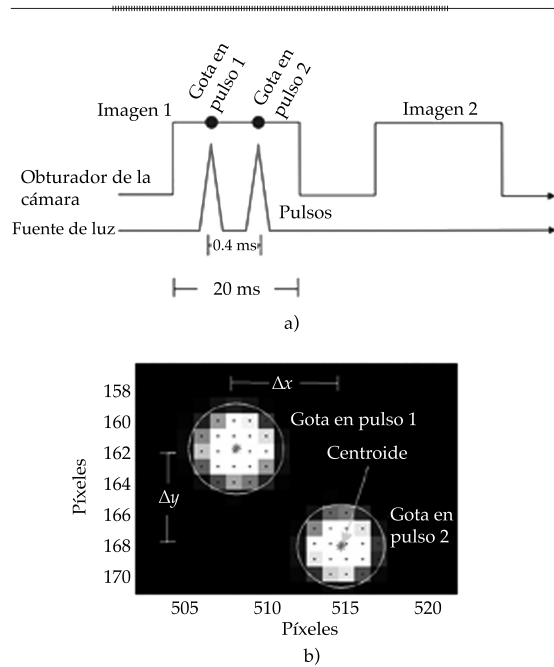 Gota en
pulso 1
Gota en
pulso 2
Imagen 1
Imagen 2
Obturador de la
cámara
Pulsos
Fuente de luz
0.4 ms
20 ms
a)
Δx
158
160
Gota en pulso 1
162
Centroide
164
Δy
166
Gota en
pulso 2
168
170
Píxeles
505
510
515
520
Píxeles
b)